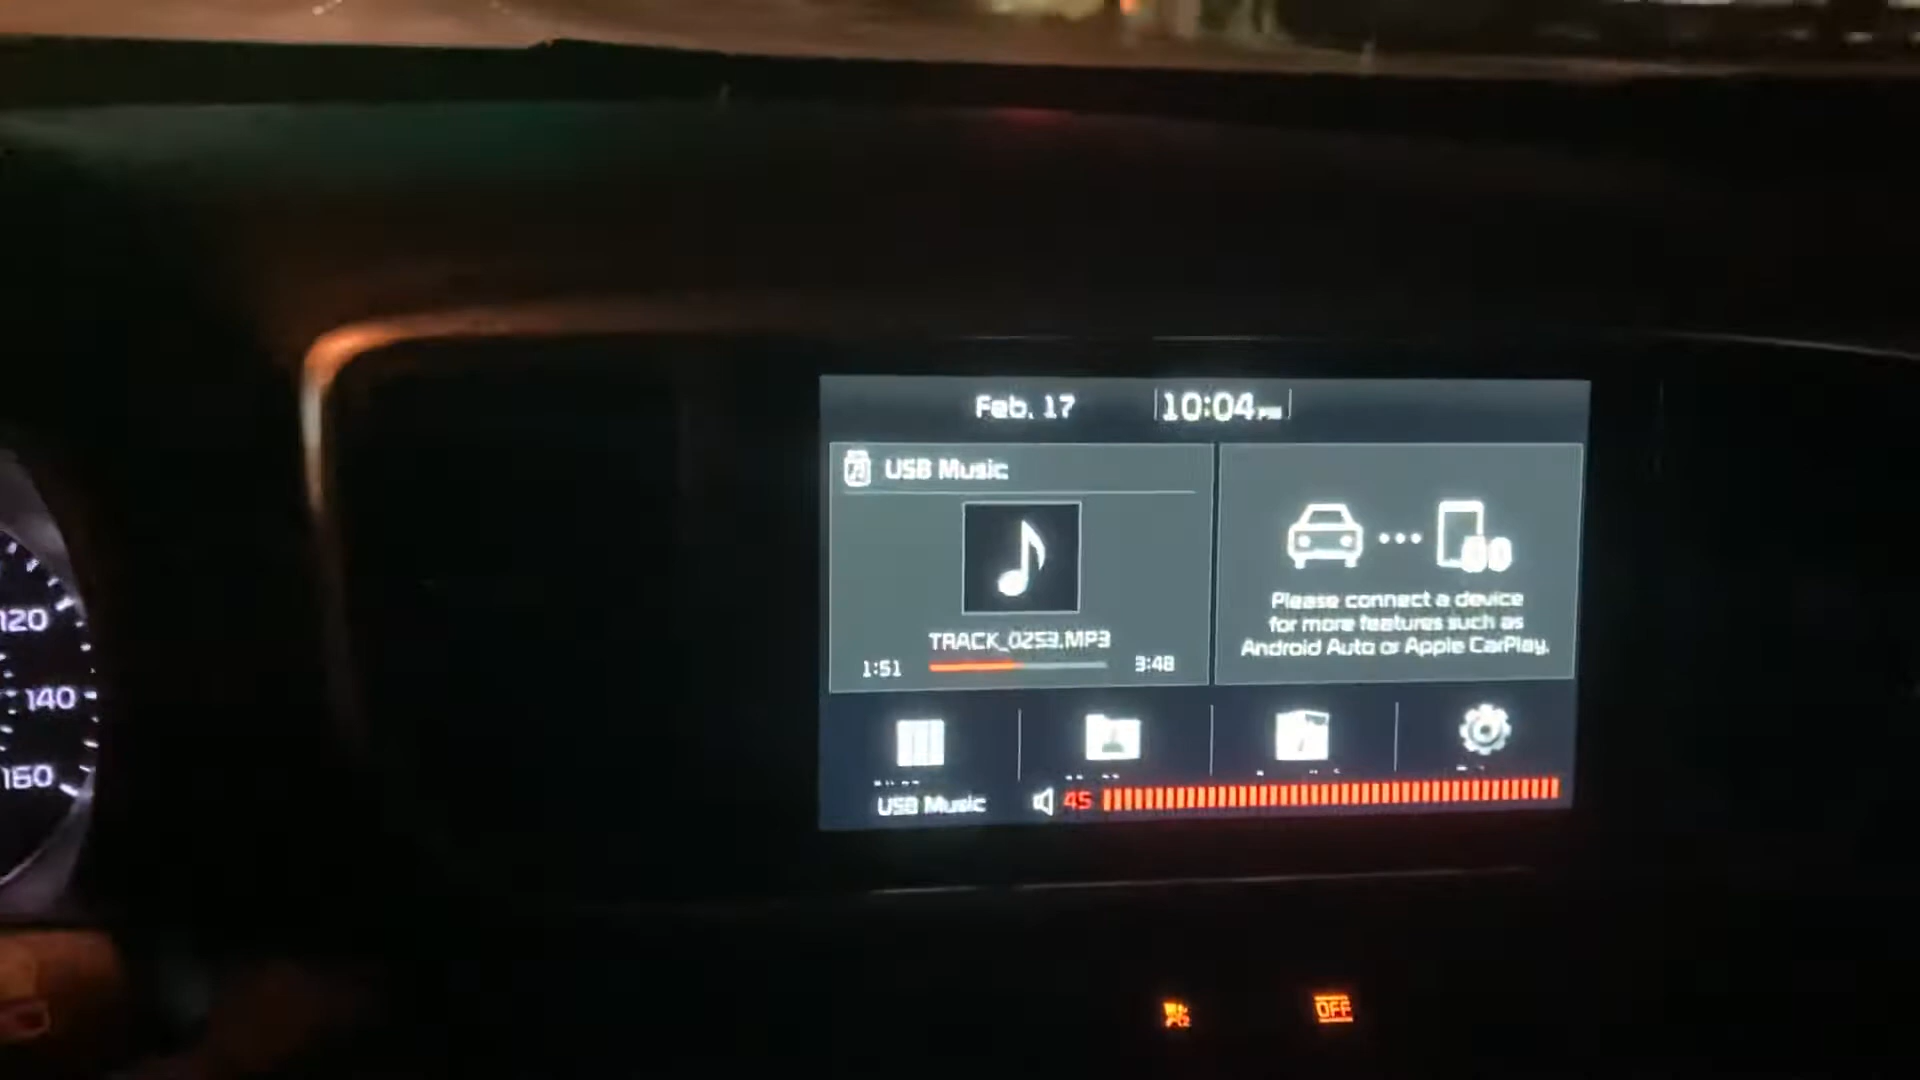 Feb. 17
10:04 PM
USB Music
TRACK_0253.MP3
1:51
3:48
Please connect a device
for more features such as
Android Auto or Apple CarPlay.
USB Music
45
120
140
160
OFF